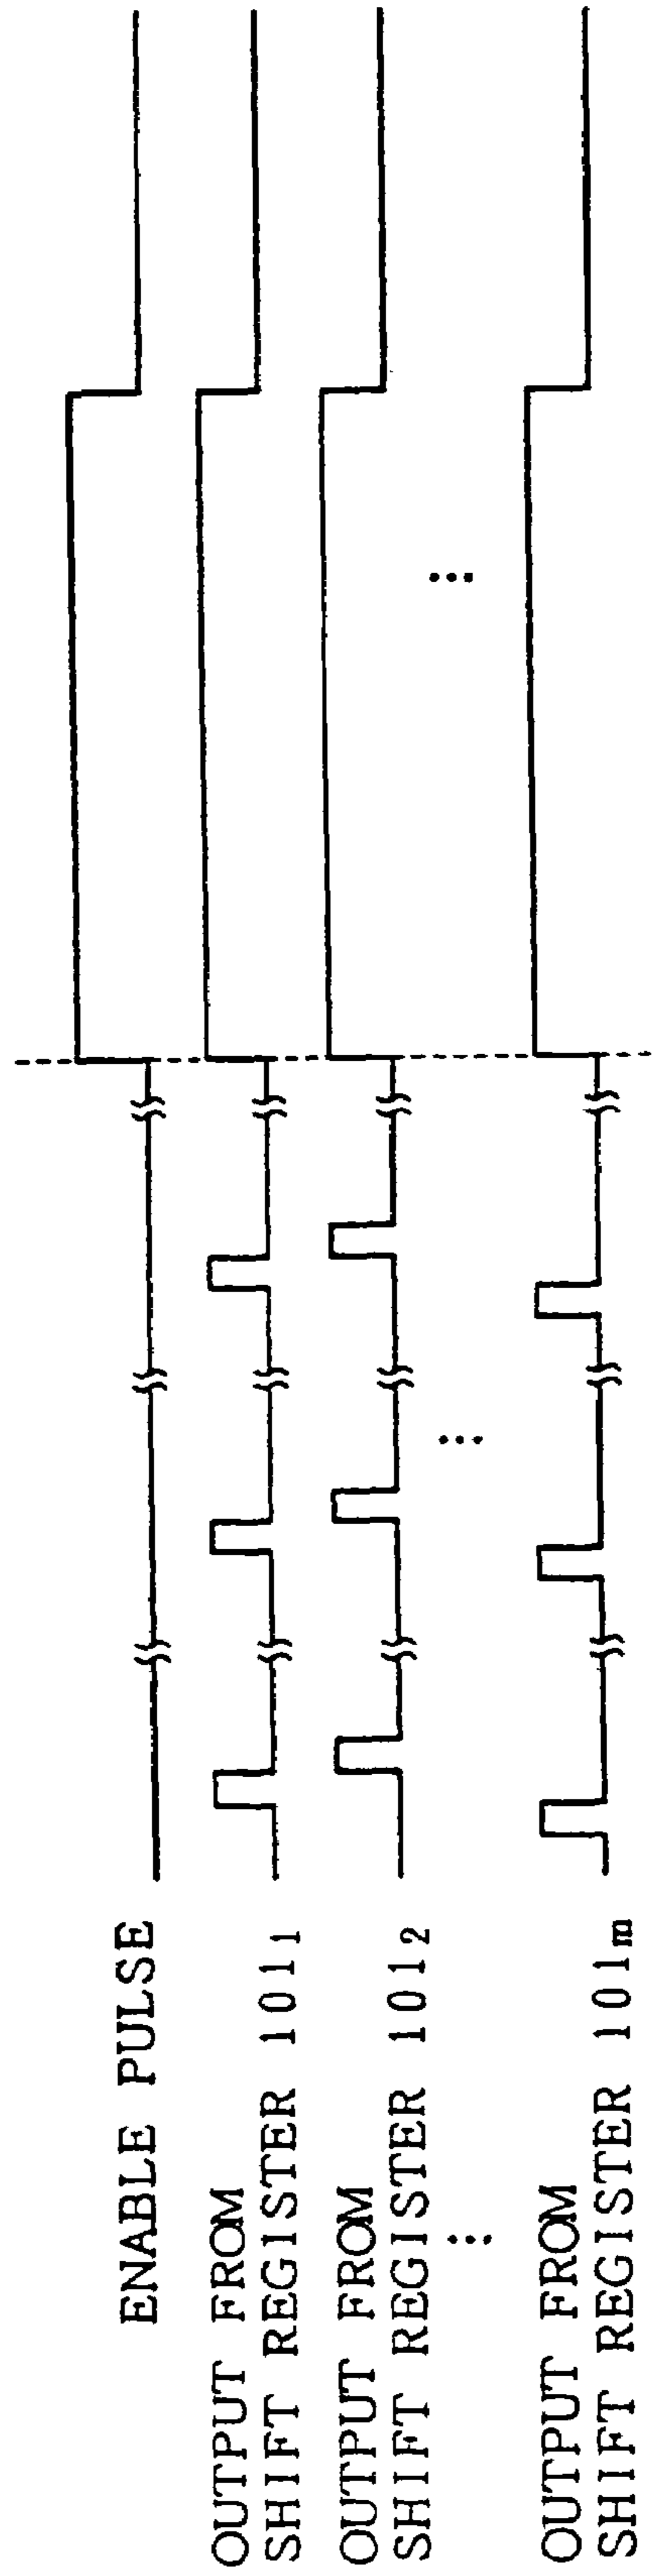 ENABLE PULSE
OUTPUT FROM
SHIFT REGISTER 101₁
OUTPUT FROM
SHIFT REGISTER 101₂
⋮
OUTPUT FROM
SHIFT REGISTER 101ₘ